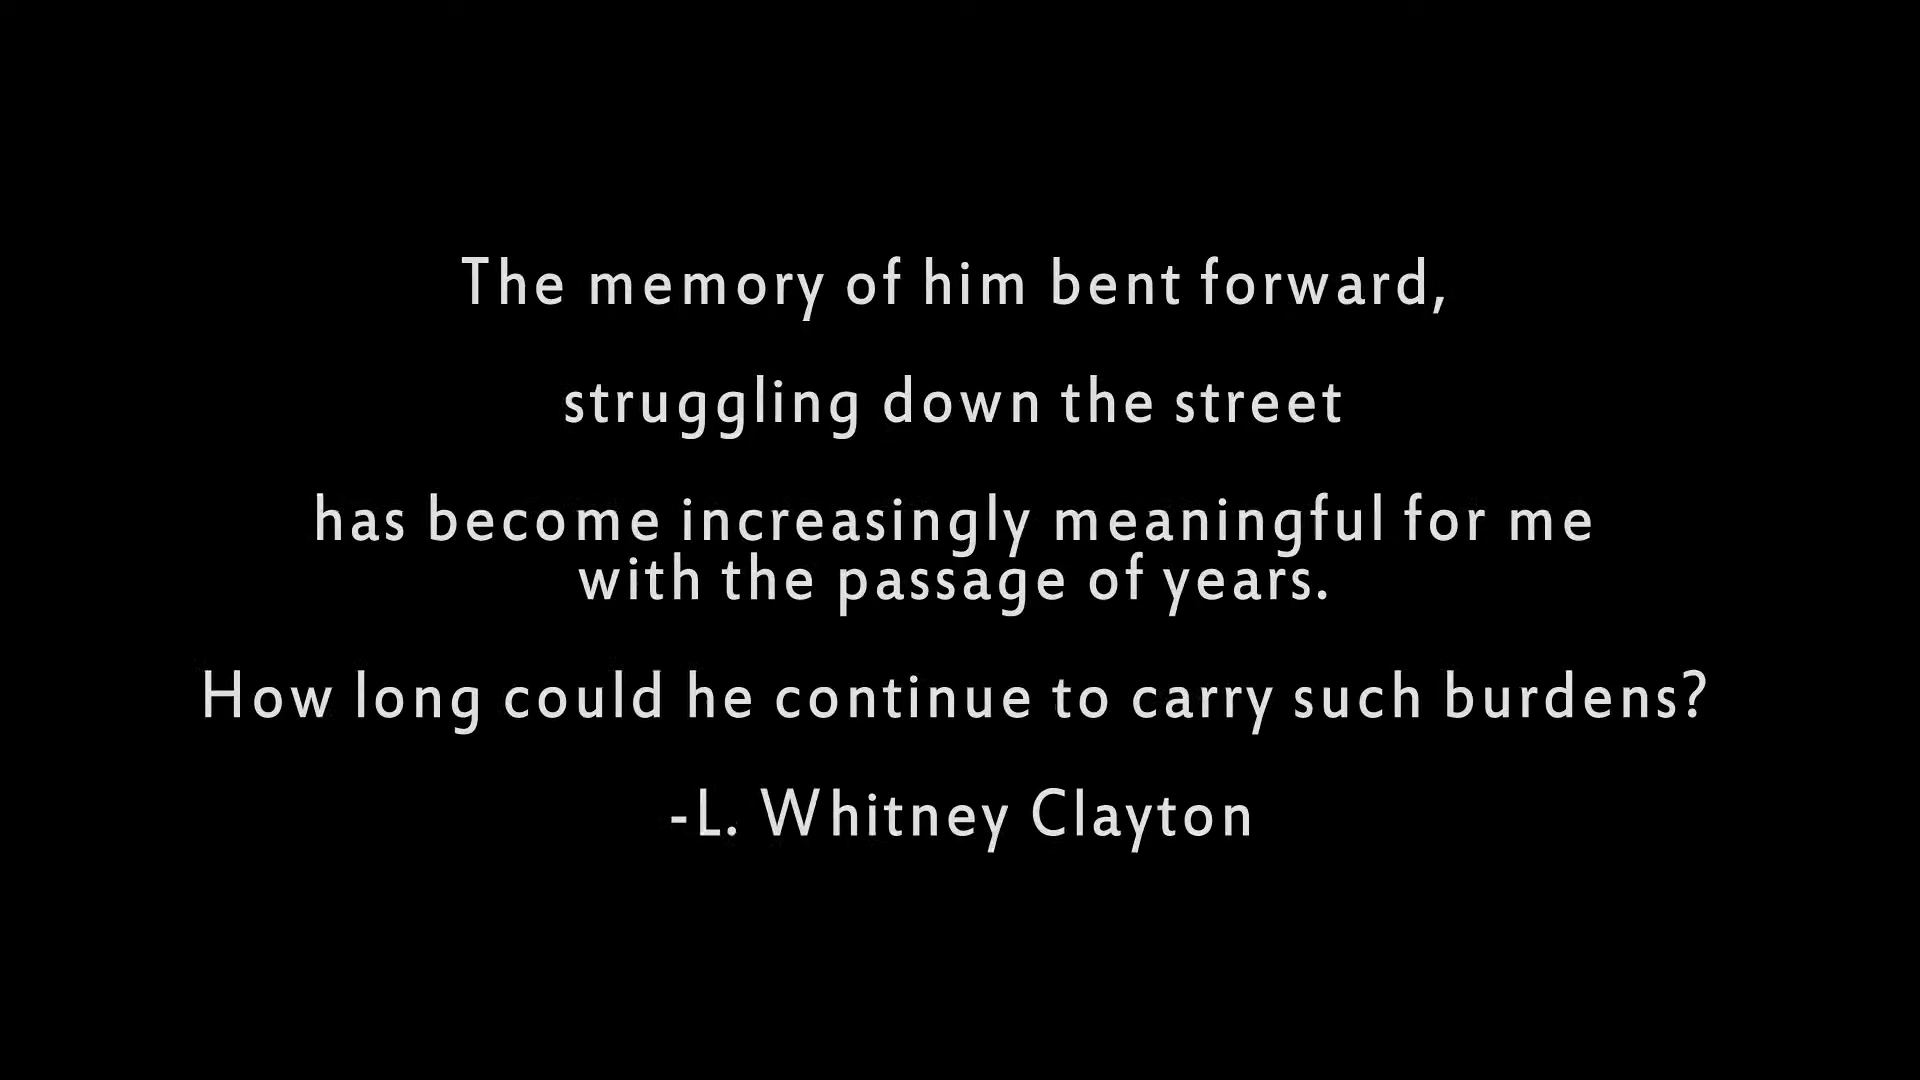 The memory of him bent forward,
struggling down the street
has become increasingly meaningful for me
with the passage of years.
How long could he continue to carry such burdens?
-L. Whitney Clayton